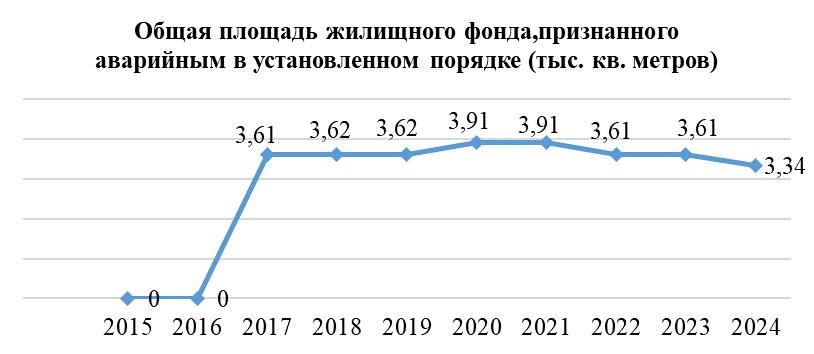 Общая площадь жилищного фонда,признанного
аварийным в установленном порядке (тыс. кв. метров)
3,61 3,62 3,62 3,91 3,91 3,61 3,61 3,34
0 0
2015 2016 2017 2018 2019 2020 2021 2022 2023 2024